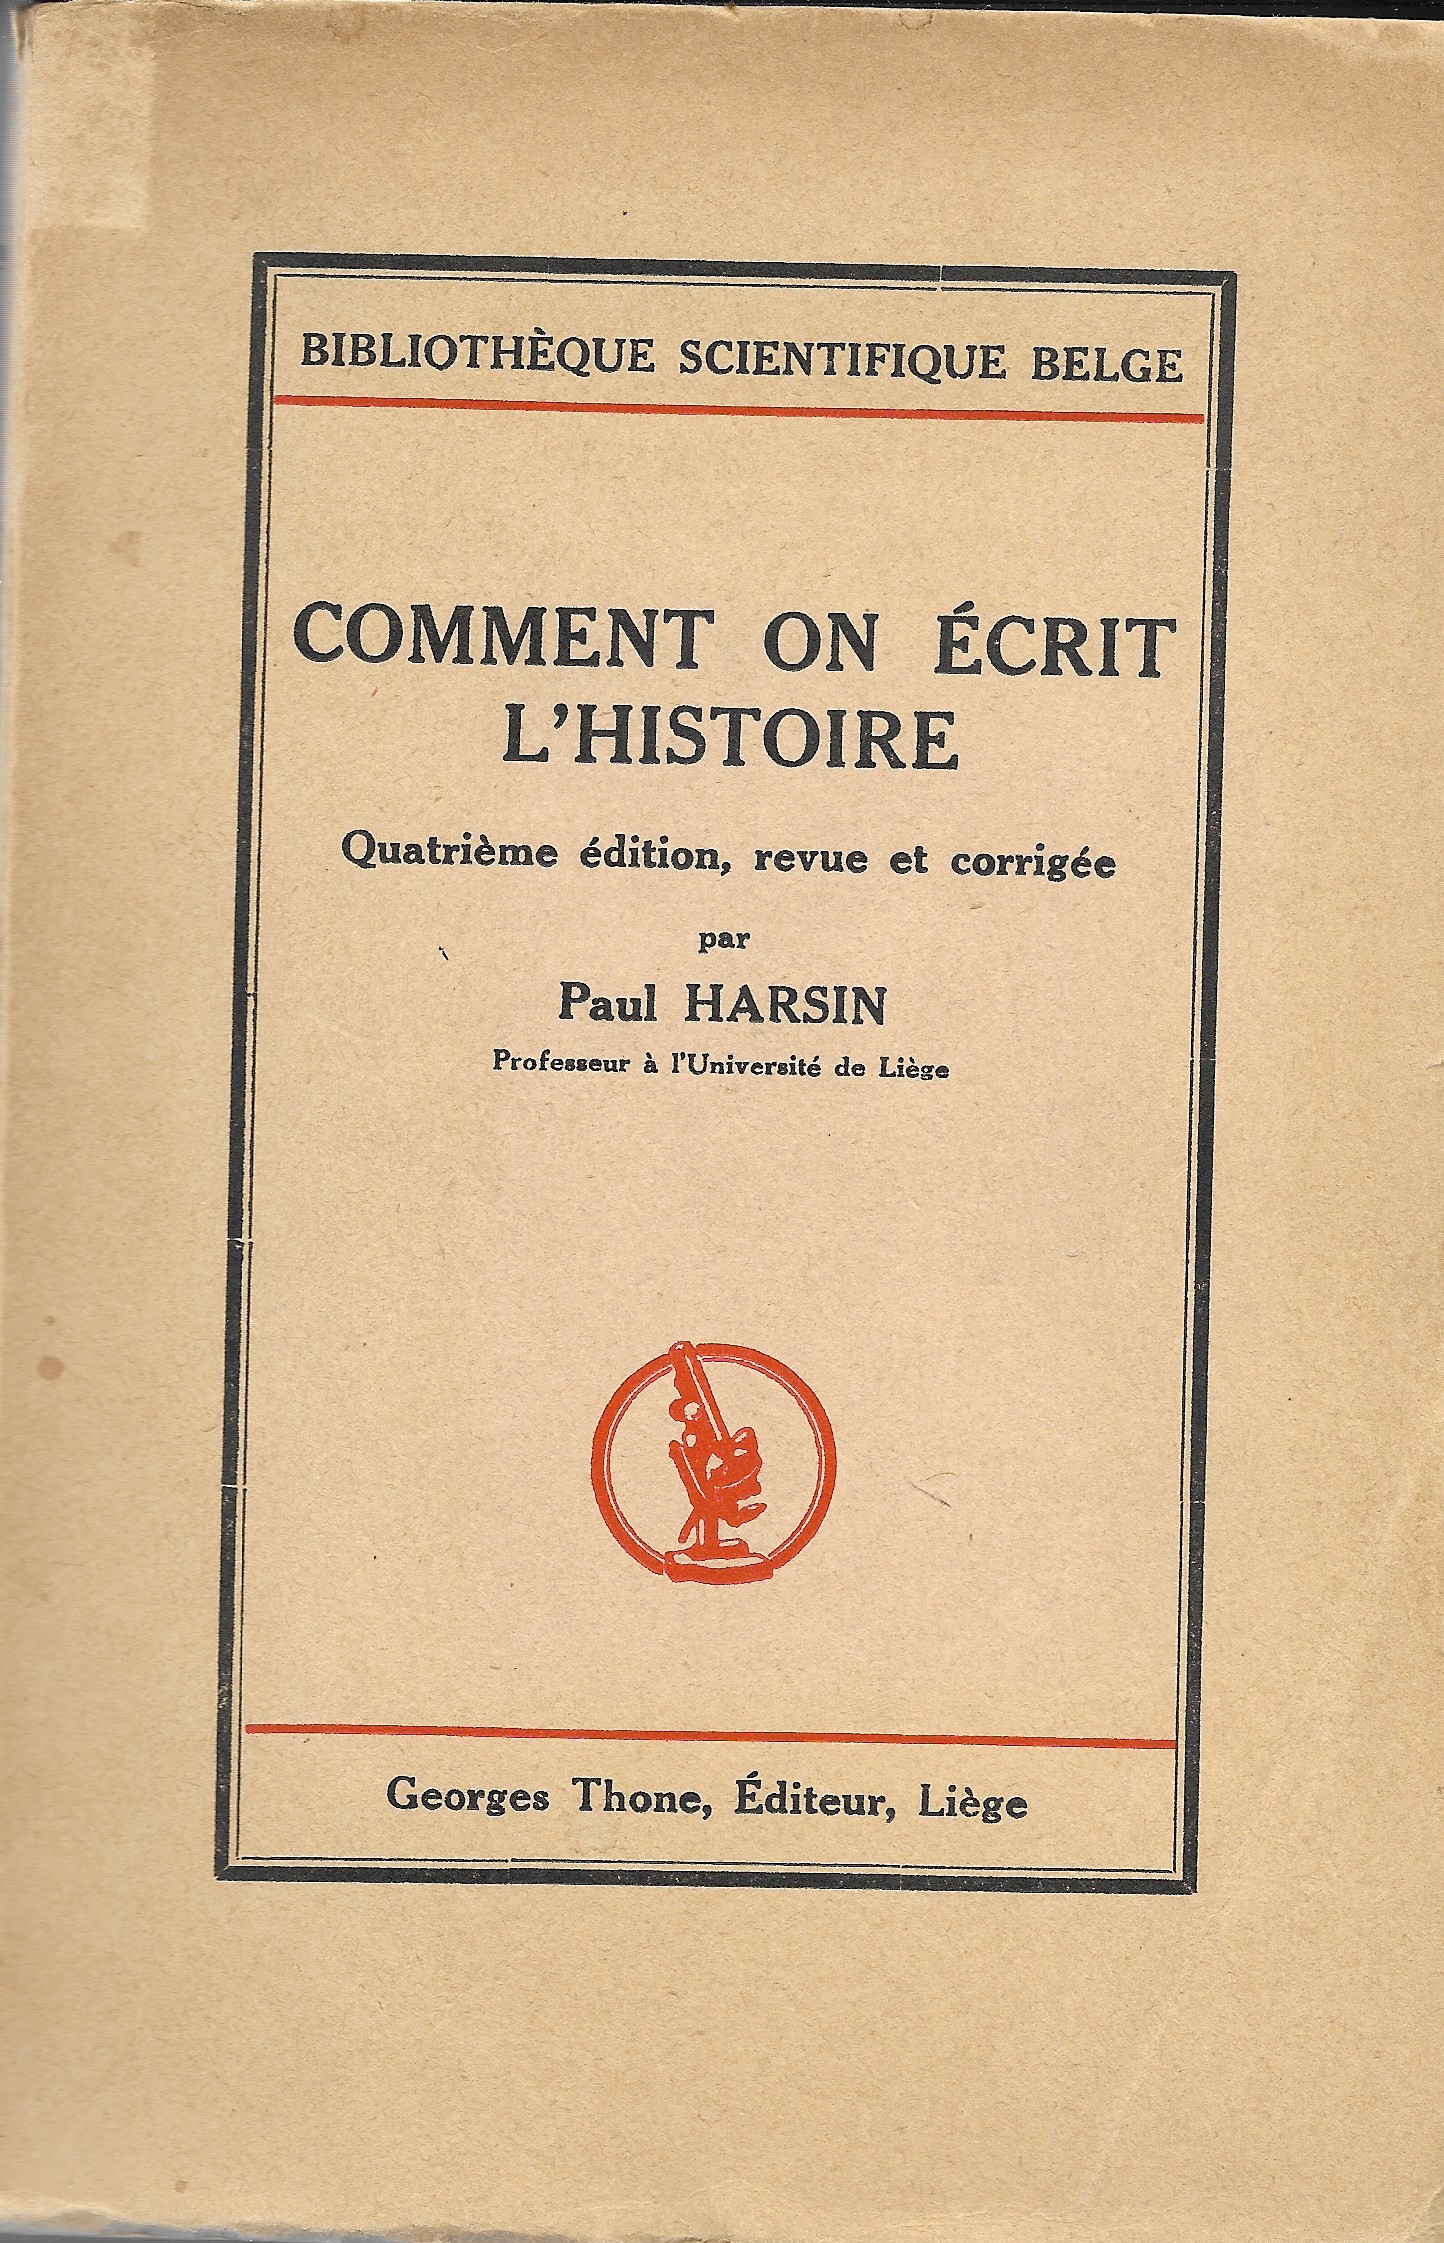 BIBLIOTHÈQUE SCIENTIFIQUE BELGE
COMMENT ON ÉCRIT
L'HISTOIRE
Quatrième édition, revue et corrigée
par
Paul HARSIN
Professeur à l'Université de Liège
Georges Thone, Éditeur, Liège